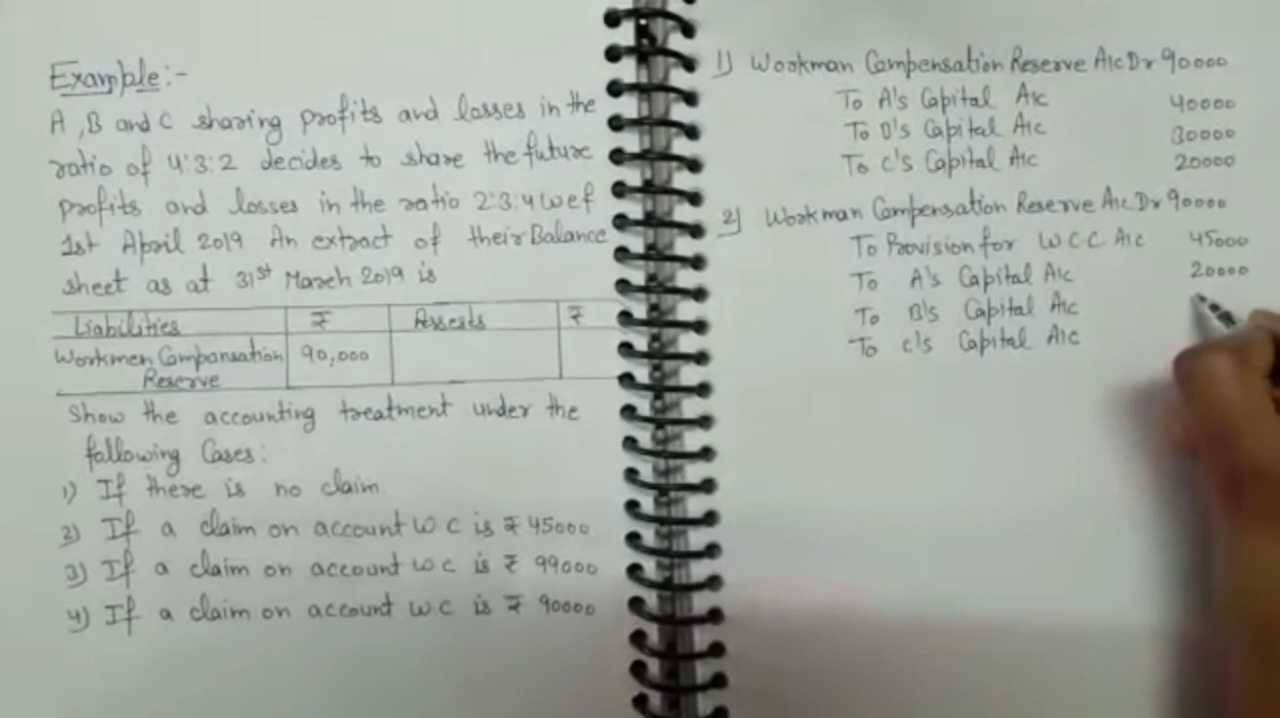 Example:-
A, B and C sharing profits and losses in the
ratio of 4:3:2 decides to share the future
profits and losses in the ratio 2:3:4 wef
1st April 2019 An extract of their Balance
sheet as at 31st March 2019 is
Liabilities ₹ Assests ₹
Workmen Compansation 90,000
Reserve
Show the accounting treatment under the
following Cases:
1) If there is no claim
2) If a claim on account WC is ₹ 45000
3) If a claim on account WC is ₹ 99000
4) If a claim on account WC is ₹ 90000
1) Workman Compensation Reserve A/c Dr 90000
To A's Capital A/c 40000
To B's Capital A/c 30000
To C's Capital A/c 20000
2) Workman Compensation Reserve A/c Dr 90000
To Provision for W.C.C. A/c 45000
To A's Capital A/c 20000
To B's Capital A/c
To C's Capital A/c